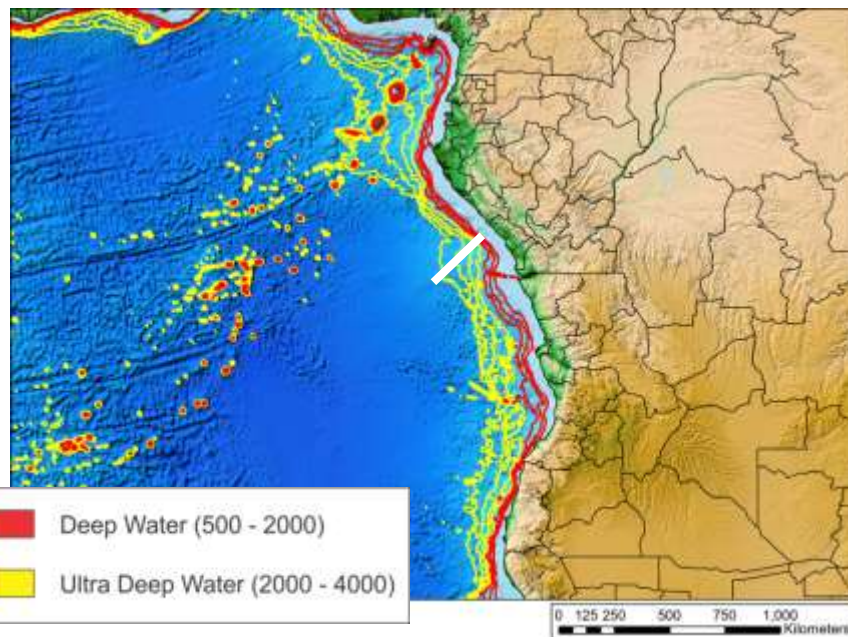 Deep Water (500 - 2000)
Ultra Deep Water (2000 - 4000)
0 125 250 500 750 1,000
Kilometers